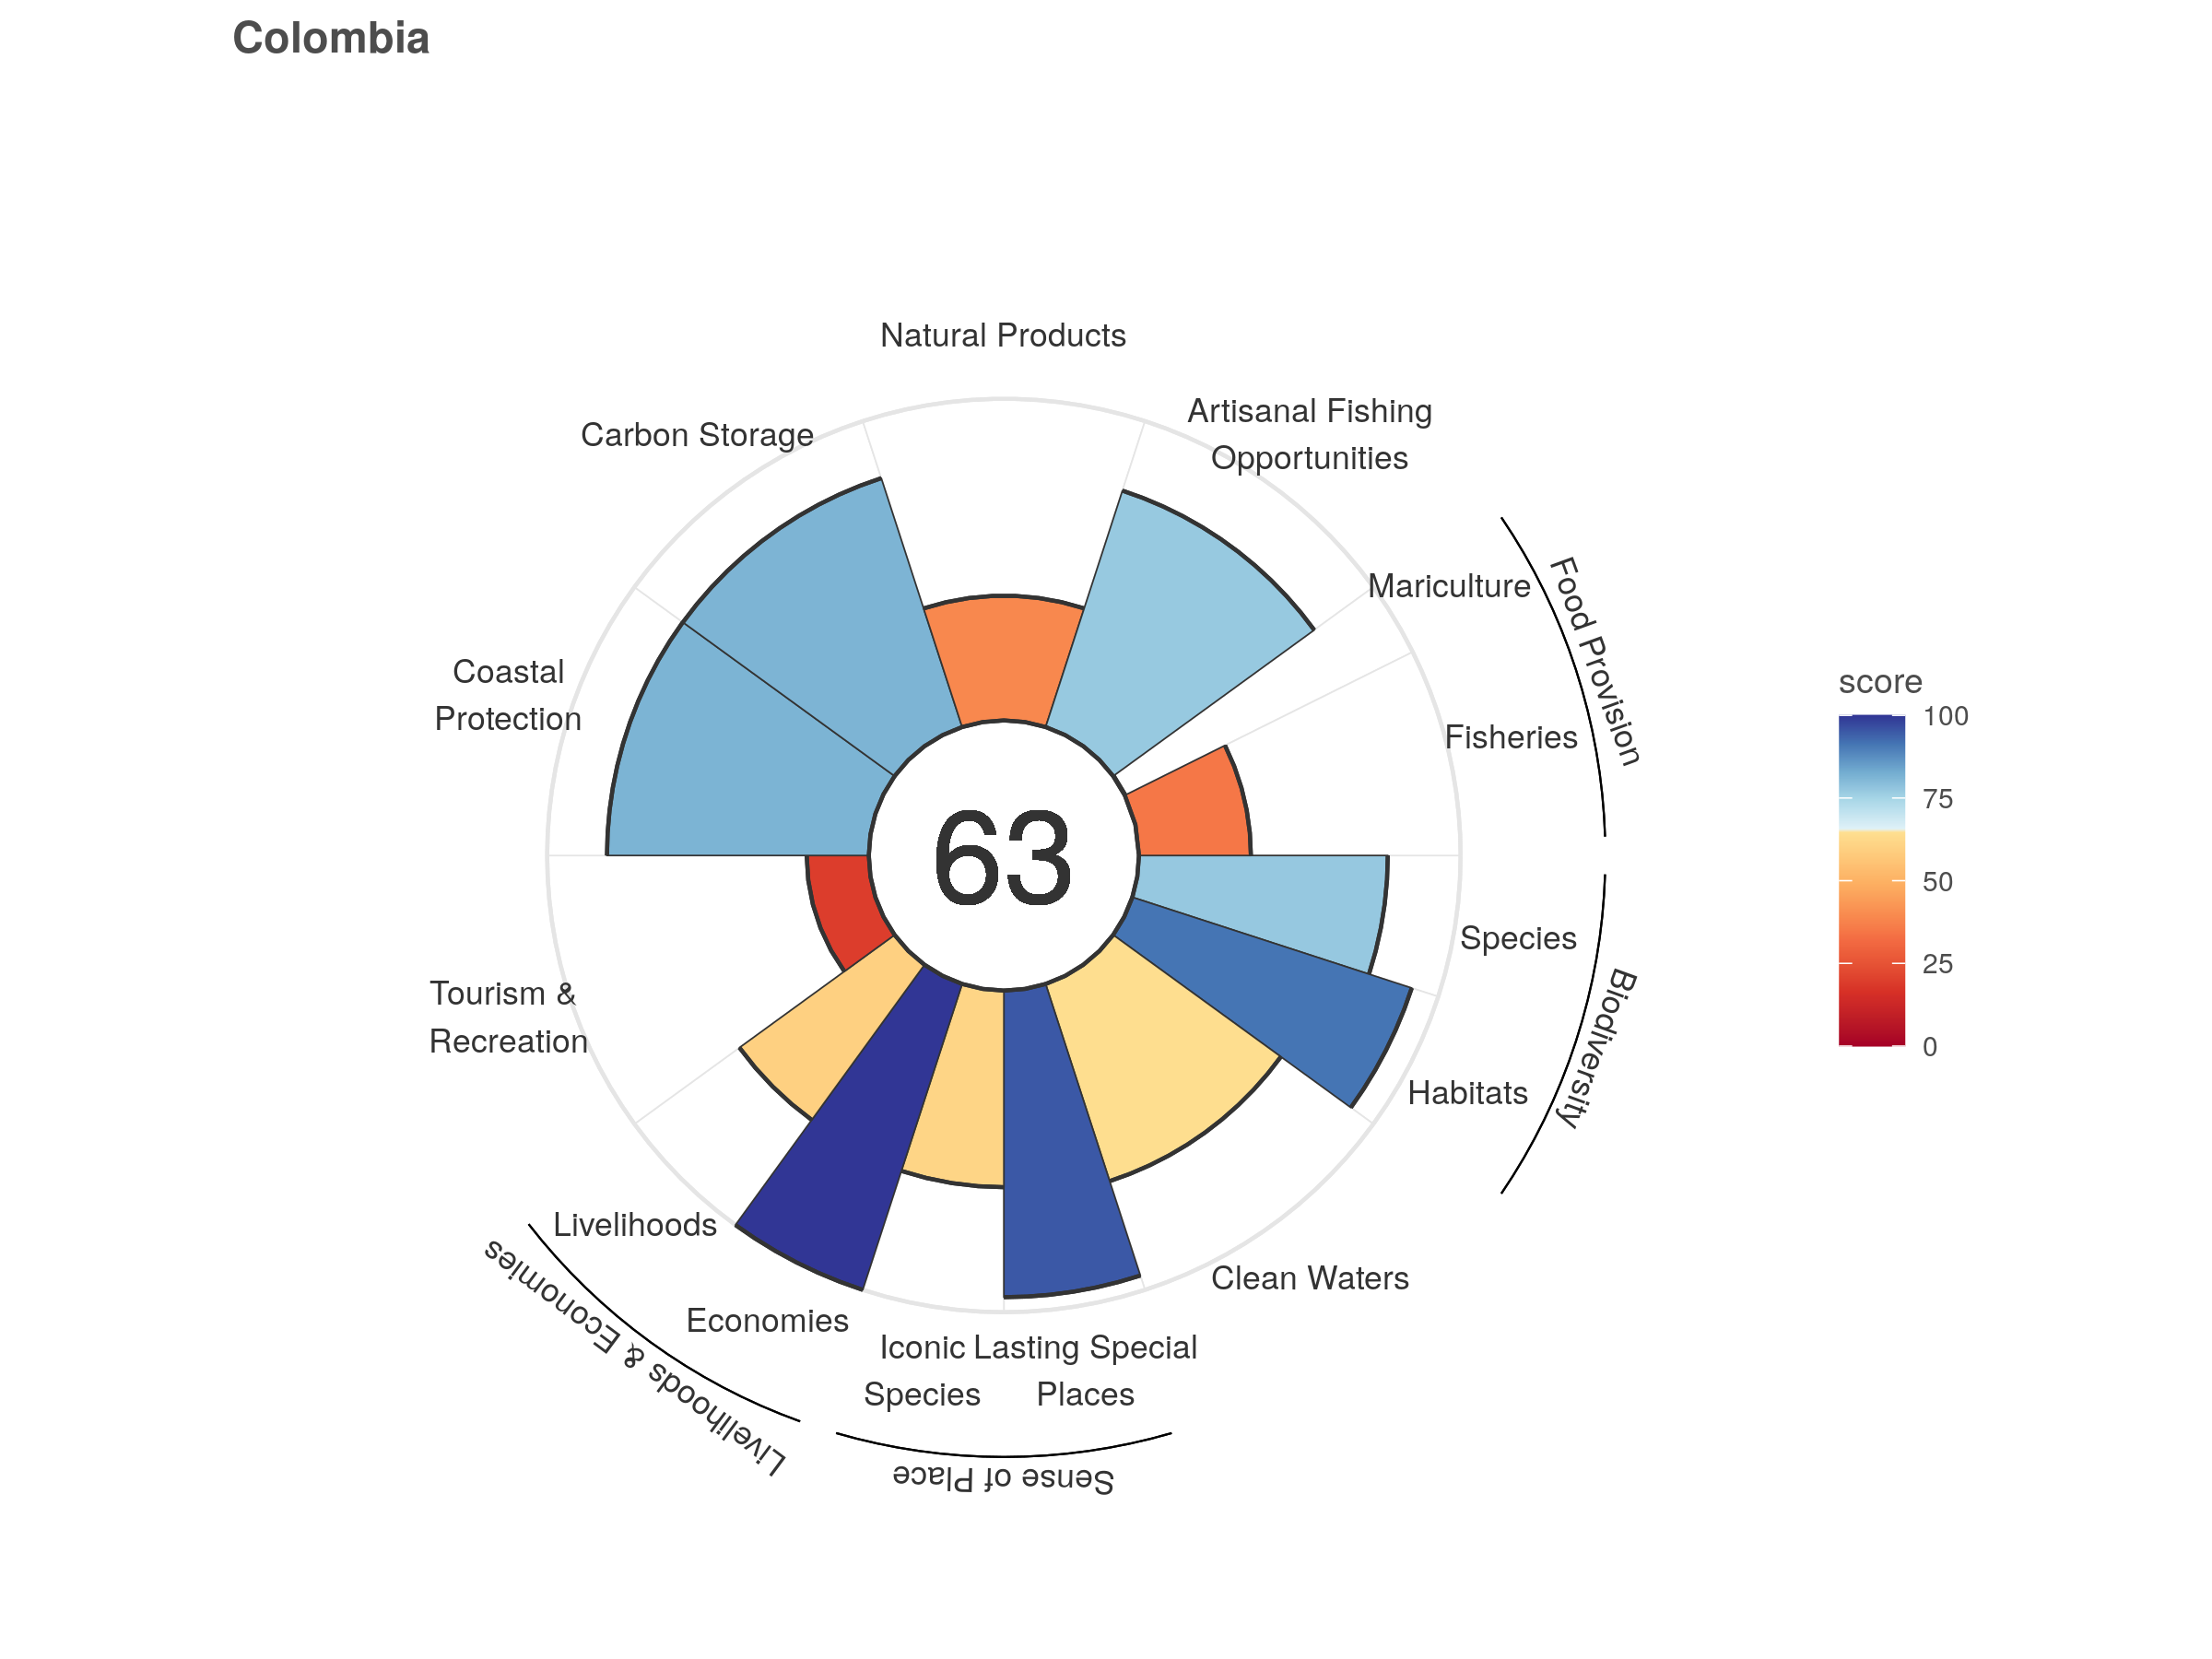 Colombia
Natural Products
Artisanal Fishing
Opportunities
Carbon Storage
Mariculture
Food Provision
Coastal
Protection
Fisheries
63
Species
Biodiversity
Habitats
Tourism &
Recreation
Livelihoods
Livelihoods & Economies
Economies
Clean Waters
Iconic
Species
Lasting Special
Places
Sense of Place
score
100
75
50
25
0